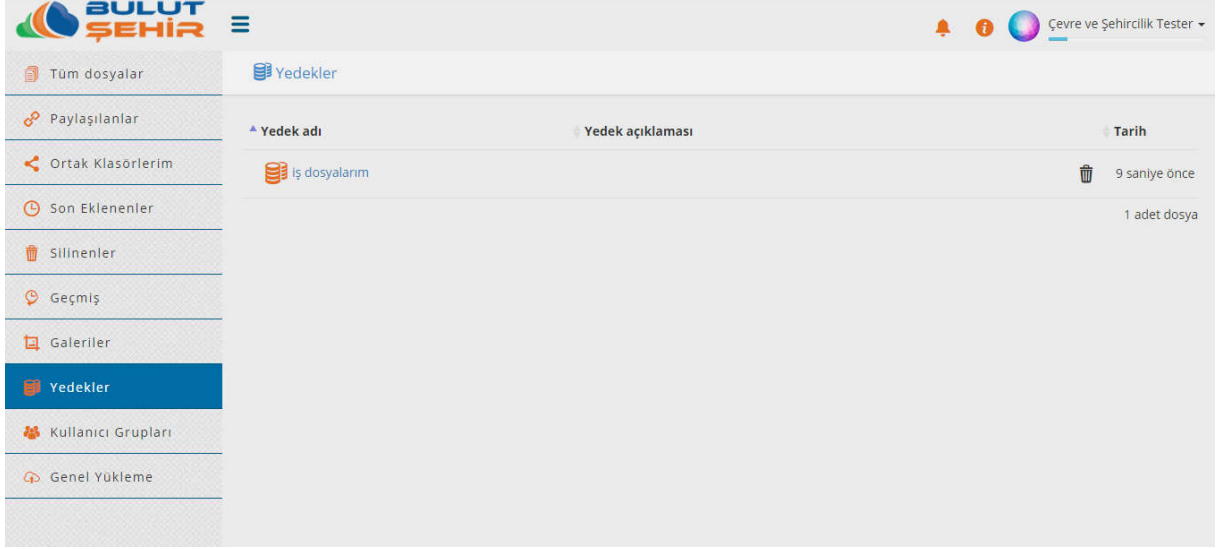 BULUT
ŞEHİR
Çevre ve Şehircilik Tester
Tüm dosyalar
Paylaşılanlar
Ortak Klasörlerim
Son Eklenenler
Silinenler
Geçmiş
Galeriler
Yedekler
Kullanıcı Grupları
Genel Yükleme
Yedekler
Yedek adı Yedek açıklaması Tarih
iş dosyalarım 9 saniye önce
1 adet dosya